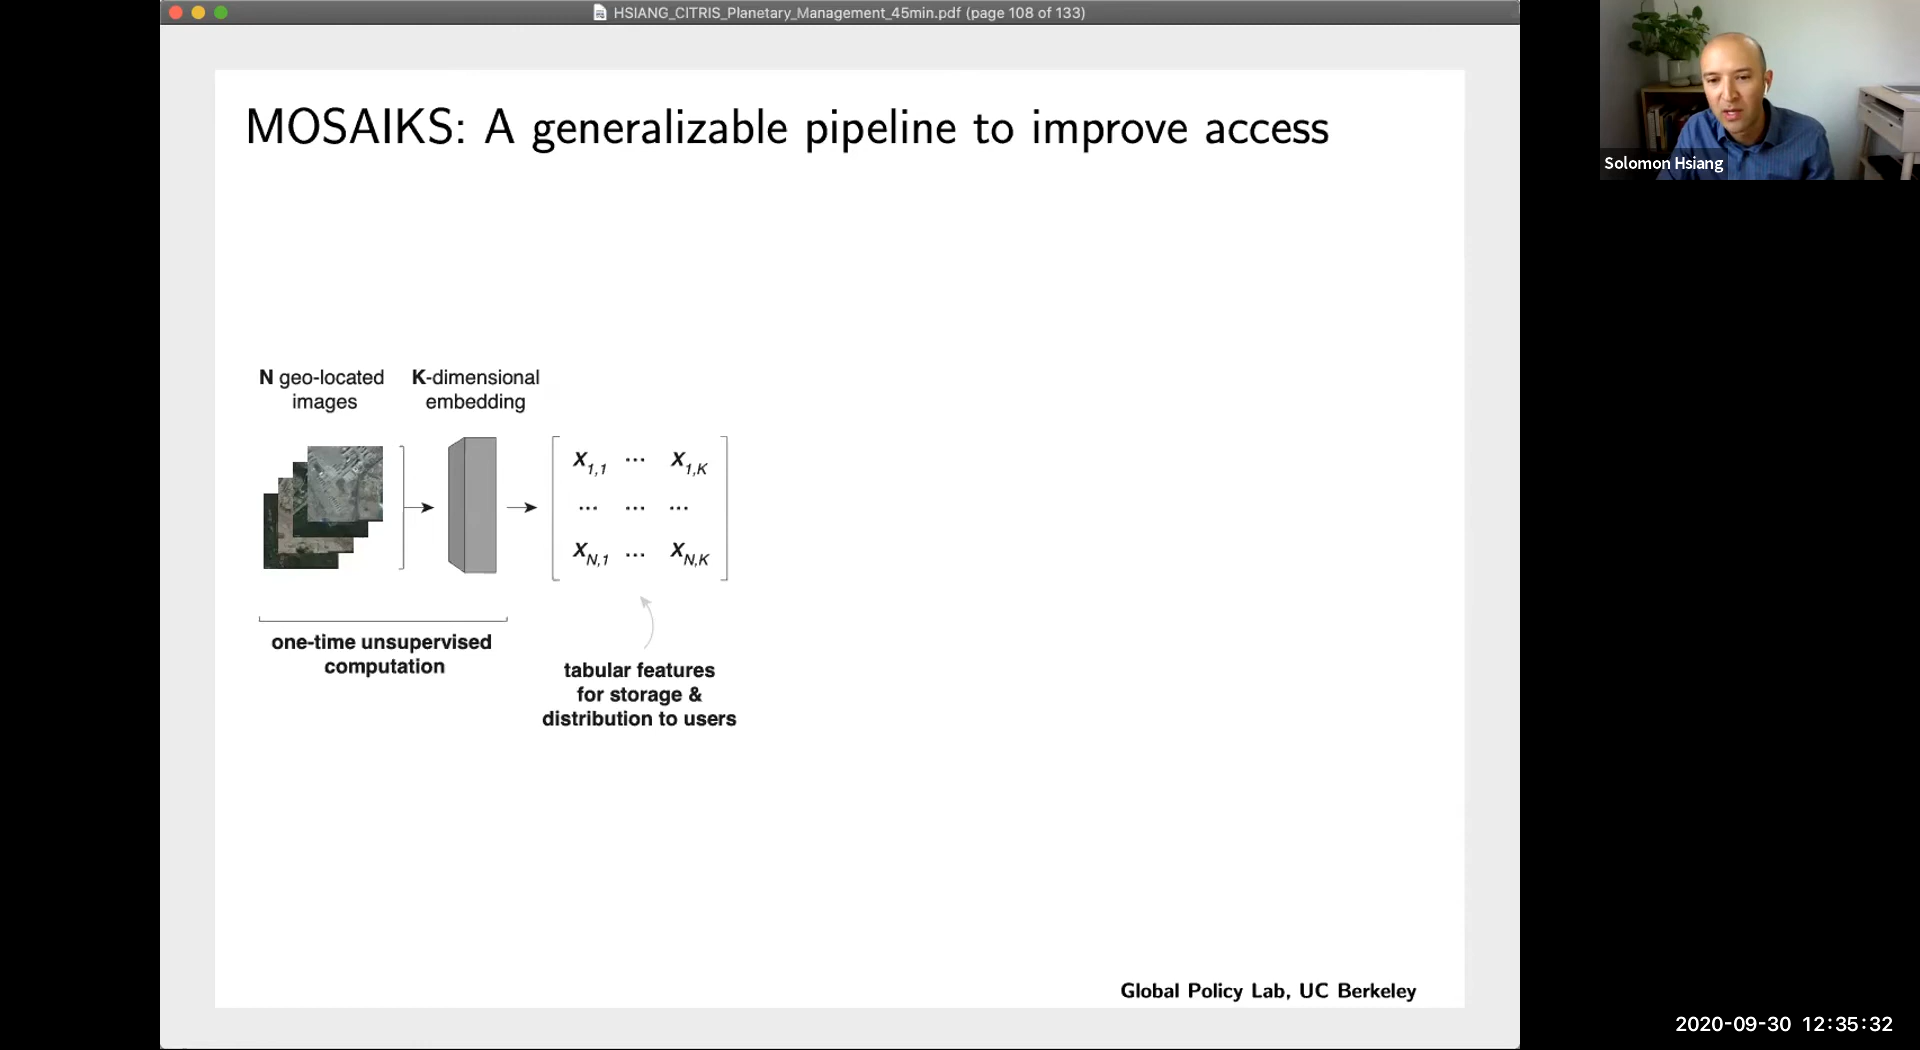 HSIANG_CITRIS_Planetary_Management_45min.pdf (page 108 of 133)
MOSAIKS: A generalizable pipeline to improve access
Solomon Hsiang
N geo-located
images
K-dimensional
embedding
X1,1 ... X1,K
... ... ...
XN,1 ... XN,K
one-time unsupervised
computation
tabular features
for storage &
distribution to users
Global Policy Lab, UC Berkeley
2020-09-30 12:35:32